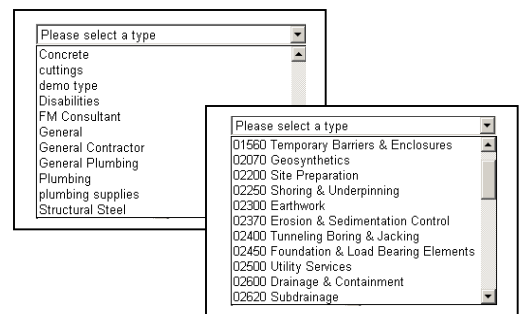 Please select a type
Concrete
cuttings
demo type
Disabilities
FM Consultant
General
General Contractor
General Plumbing
Plumbing
plumbing supplies
Structural Steel
Please select a type
01560 Temporary Barriers & Enclosures
02070 Geosynthetics
02200 Site Preparation
02250 Shoring & Underpinning
02300 Earthwork
02370 Erosion & Sedimentation Control
02400 Tunneling Boring & Jacking
02450 Foundation & Load Bearing Elements
02500 Utility Services
02600 Drainage & Containment
02620 Subdrainage